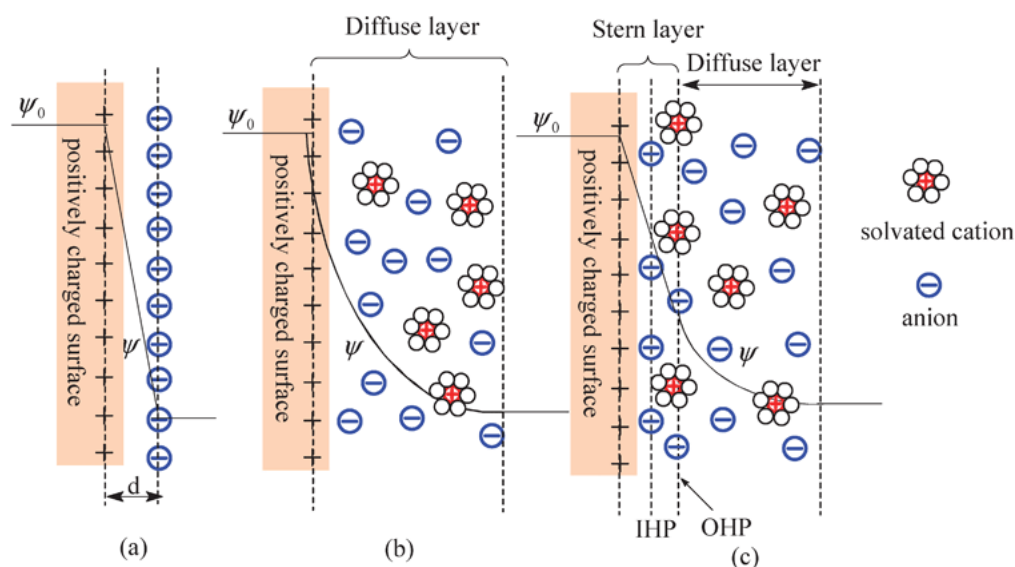 Diffuse layer
Stern layer
Diffuse layer
ψ0
positively charged surface
ψ
d
(a)
ψ0
positively charged surface
ψ
(b)
ψ0
positively charged surface
ψ
IHP
OHP
(c)
solvated cation
anion